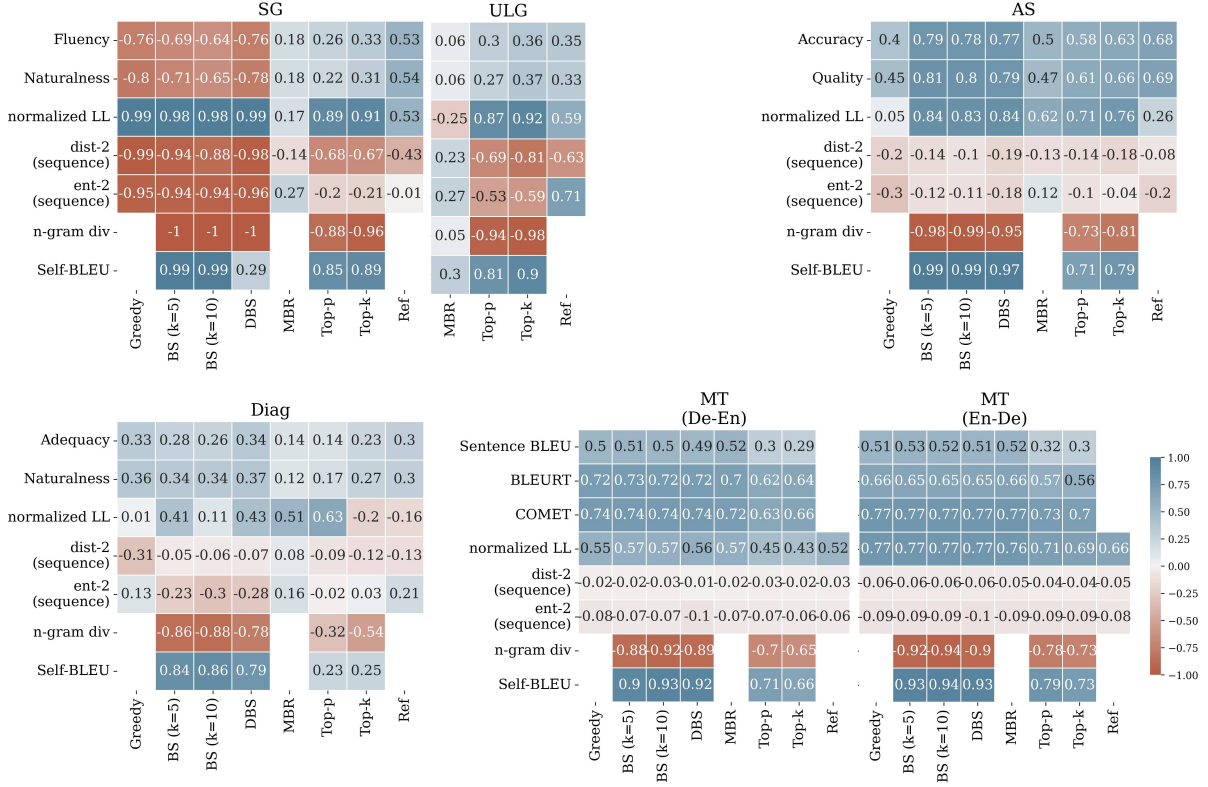 SG
Fluency -0.76 -0.69 -0.64 -0.76 0.18 0.26 0.33 0.53
Naturalness -0.8 -0.71 -0.65 -0.78 0.18 0.22 0.31 0.54
normalized LL 0.99 0.98 0.98 0.99 0.17 0.89 0.91 0.53
dist-2
(sequence) -0.99 -0.94 -0.88 -0.98 -0.14 -0.68 -0.67 -0.43
ent-2
(sequence) -0.95 -0.94 -0.94 -0.96 0.27 -0.2 -0.21 -0.01
n-gram div -1 -1 -1 -0.88 -0.96
Self-BLEU 0.99 0.99 0.29 0.85 0.89
Greedy BS (k=5) BS (k=10) DBS MBR Top-p Top-k Ref
ULG
0.06 0.3 0.36 0.35
0.06 0.27 0.37 0.33
-0.25 0.87 0.92 0.59
0.23 -0.69 -0.81 -0.63
0.27 -0.53 -0.59 0.71
0.05 -0.94 -0.98
0.3 0.81 0.9
MBR Top-p Top-k Ref
AS
Accuracy 0.4 0.79 0.78 0.77 0.5 0.58 0.63 0.68
Quality 0.45 0.81 0.8 0.79 0.47 0.61 0.66 0.69
normalized LL 0.05 0.84 0.83 0.84 0.62 0.71 0.76 0.26
dist-2
(sequence) -0.2 -0.14 -0.1 -0.19 -0.13 -0.14 -0.18 -0.08
ent-2
(sequence) -0.3 -0.12 -0.11 -0.18 0.12 -0.1 -0.04 -0.2
n-gram div -0.98 -0.99 -0.95 -0.73 -0.81
Self-BLEU 0.99 0.99 0.97 0.71 0.79
Greedy BS (k=5) BS (k=10) DBS MBR Top-p Top-k Ref
Diag
Adequacy 0.33 0.28 0.26 0.34 0.14 0.14 0.23 0.3
Naturalness 0.36 0.34 0.34 0.37 0.12 0.17 0.27 0.3
normalized LL 0.01 0.41 0.11 0.43 0.51 0.63 -0.2 -0.16
dist-2
(sequence) -0.31 -0.05 -0.06 -0.07 0.08 -0.09 -0.12 -0.13
ent-2
(sequence) 0.13 -0.23 -0.3 -0.28 0.16 -0.02 0.03 0.21
n-gram div -0.86 -0.88 -0.78 -0.32 -0.54
Self-BLEU 0.84 0.86 0.79 0.23 0.25
Greedy BS (k=5) BS (k=10) DBS MBR Top-p Top-k Ref
MT
(De-En)
Sentence BLEU 0.5 0.51 0.5 0.49 0.52 0.3 0.29
BLEURT 0.72 0.73 0.72 0.72 0.7 0.62 0.64
COMET 0.74 0.74 0.74 0.74 0.72 0.63 0.66
normalized LL 0.55 0.57 0.57 0.56 0.57 0.45 0.43 0.52
dist-2
(sequence) -0.02 -0.02 -0.03 -0.01 -0.02 -0.03 -0.02 -0.03
ent-2
(sequence) -0.08 -0.07 -0.07 -0.1 -0.07 -0.07 -0.06 -0.06
n-gram div -0.88 -0.92 -0.89 -0.7 -0.65
Self-BLEU 0.9 0.93 0.92 0.71 0.66
Greedy BS (k=5) BS (k=10) DBS MBR Top-p Top-k Ref
MT
(En-De)
0.51 0.53 0.52 0.51 0.52 0.32 0.3
0.66 0.65 0.65 0.65 0.66 0.57 0.56
0.77 0.77 0.77 0.77 0.77 0.73 0.7
0.77 0.77 0.77 0.77 0.76 0.71 0.69 0.66
-0.06 -0.06 -0.06 -0.06 -0.05 -0.04 -0.04 -0.05
-0.09 -0.09 -0.09 -0.1 -0.09 -0.09 -0.09 -0.08
-0.92 -0.94 -0.9 -0.78 -0.73
0.93 0.94 0.93 0.79 0.73
Greedy BS (k=5) BS (k=10) DBS MBR Top-p Top-k Ref
1.00
0.75
0.50
0.25
0.00
−0.25
−0.50
−0.75
−1.00